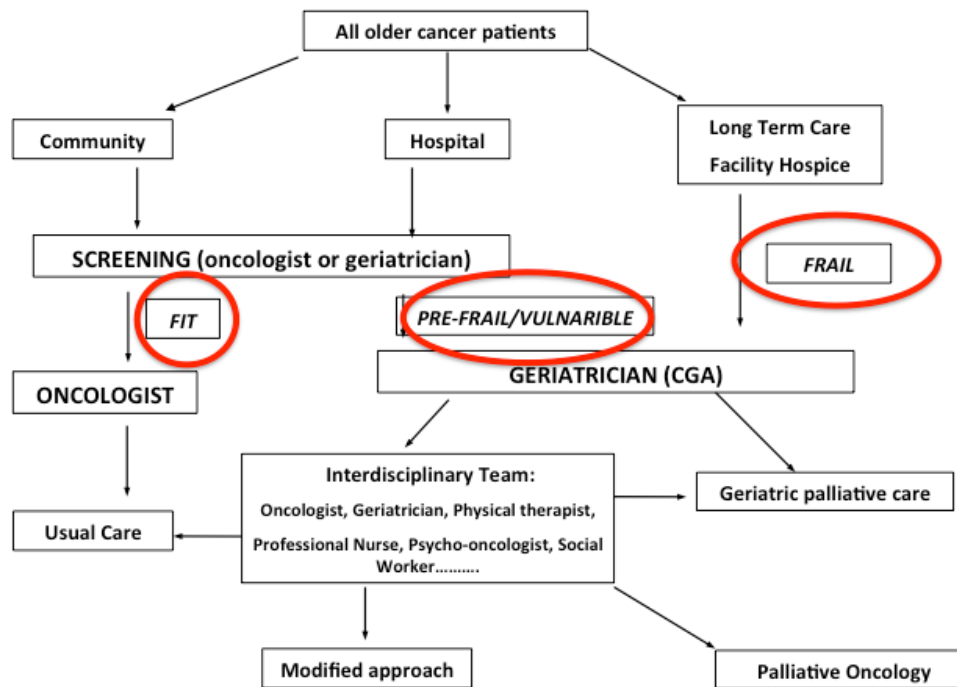 All older cancer patients
Community
Hospital
Long Term Care
Facility Hospice
SCREENING (oncologist or geriatrician)
FRAIL
FIT
PRE-FRAIL/VULNARIBLE
ONCOLOGIST
GERIATRICIAN (CGA)
Interdisciplinary Team:
Oncologist, Geriatrician, Physical therapist,
Professional Nurse, Psycho-oncologist, Social
Worker……….
Usual Care
Geriatric palliative care
Modified approach
Palliative Oncology